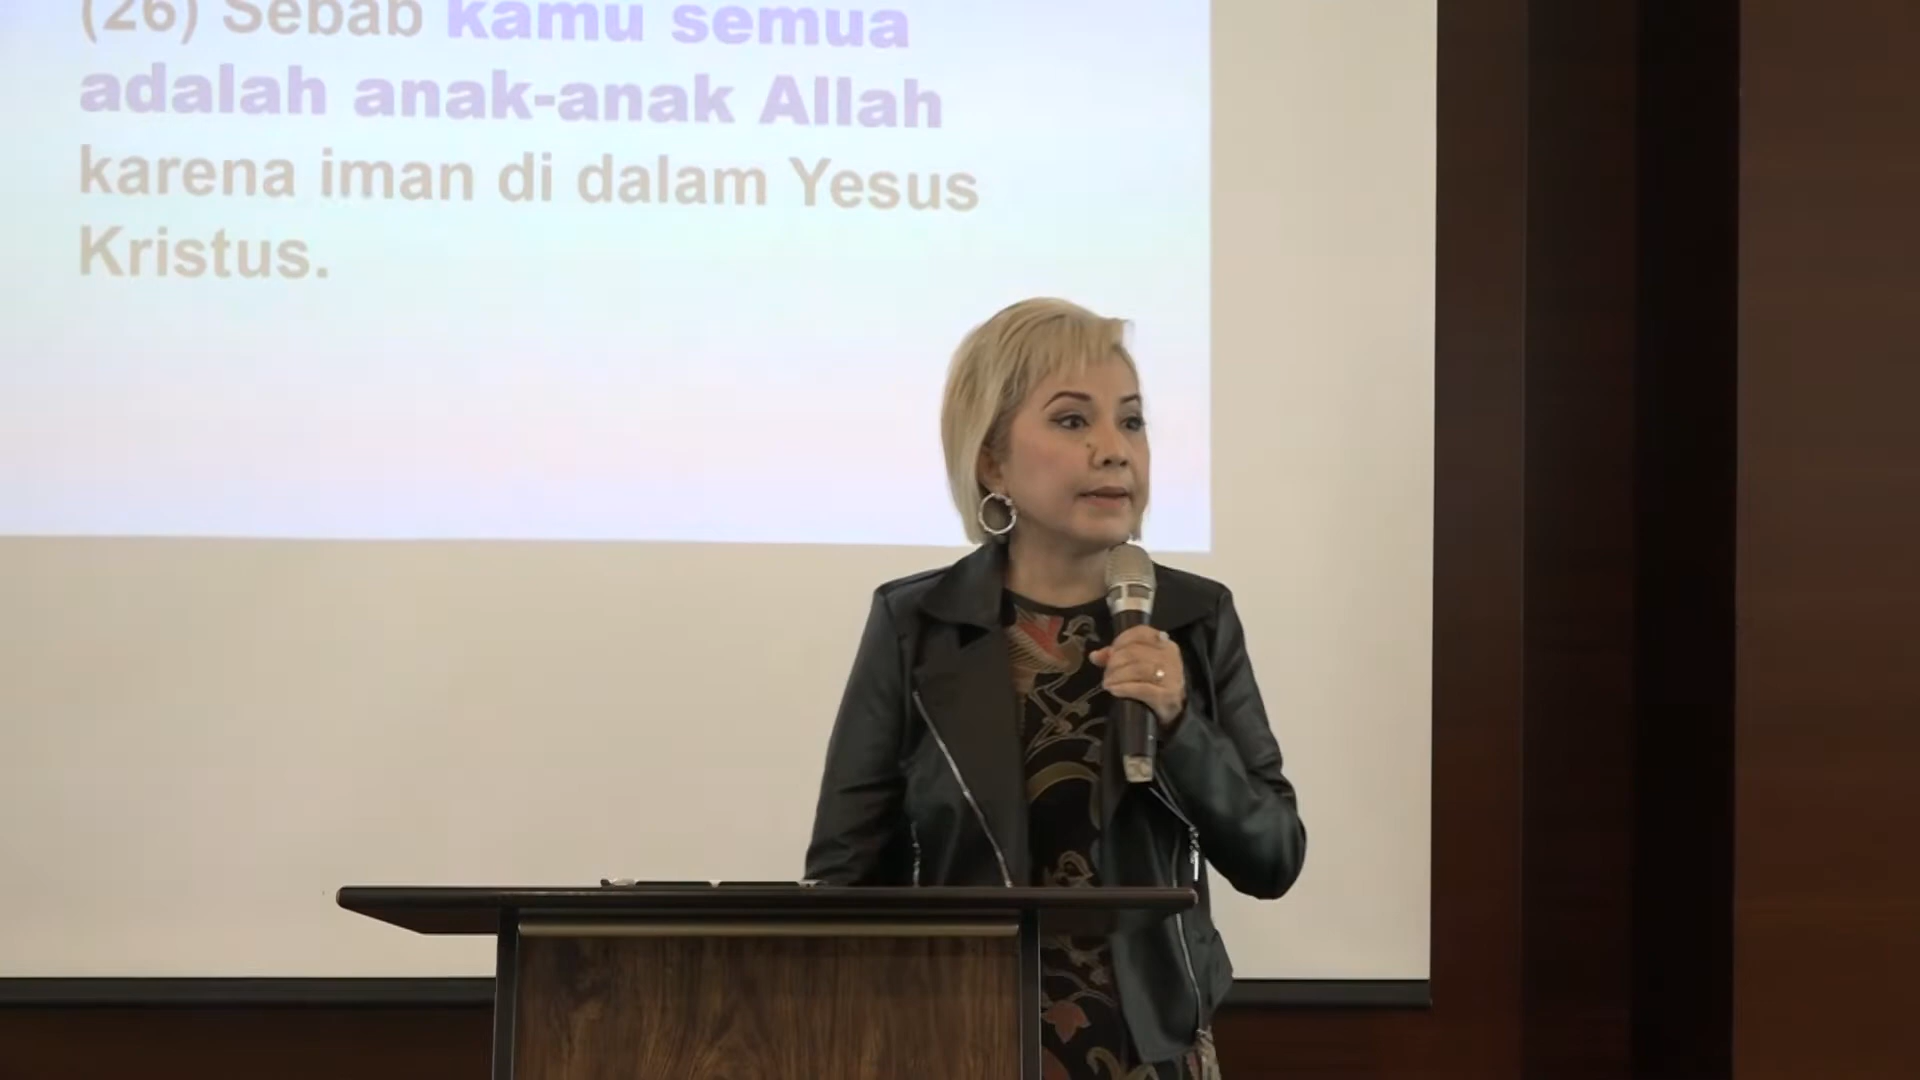 (26) Sebab kamu semua
adalah anak-anak Allah
karena iman di dalam Yesus
Kristus.